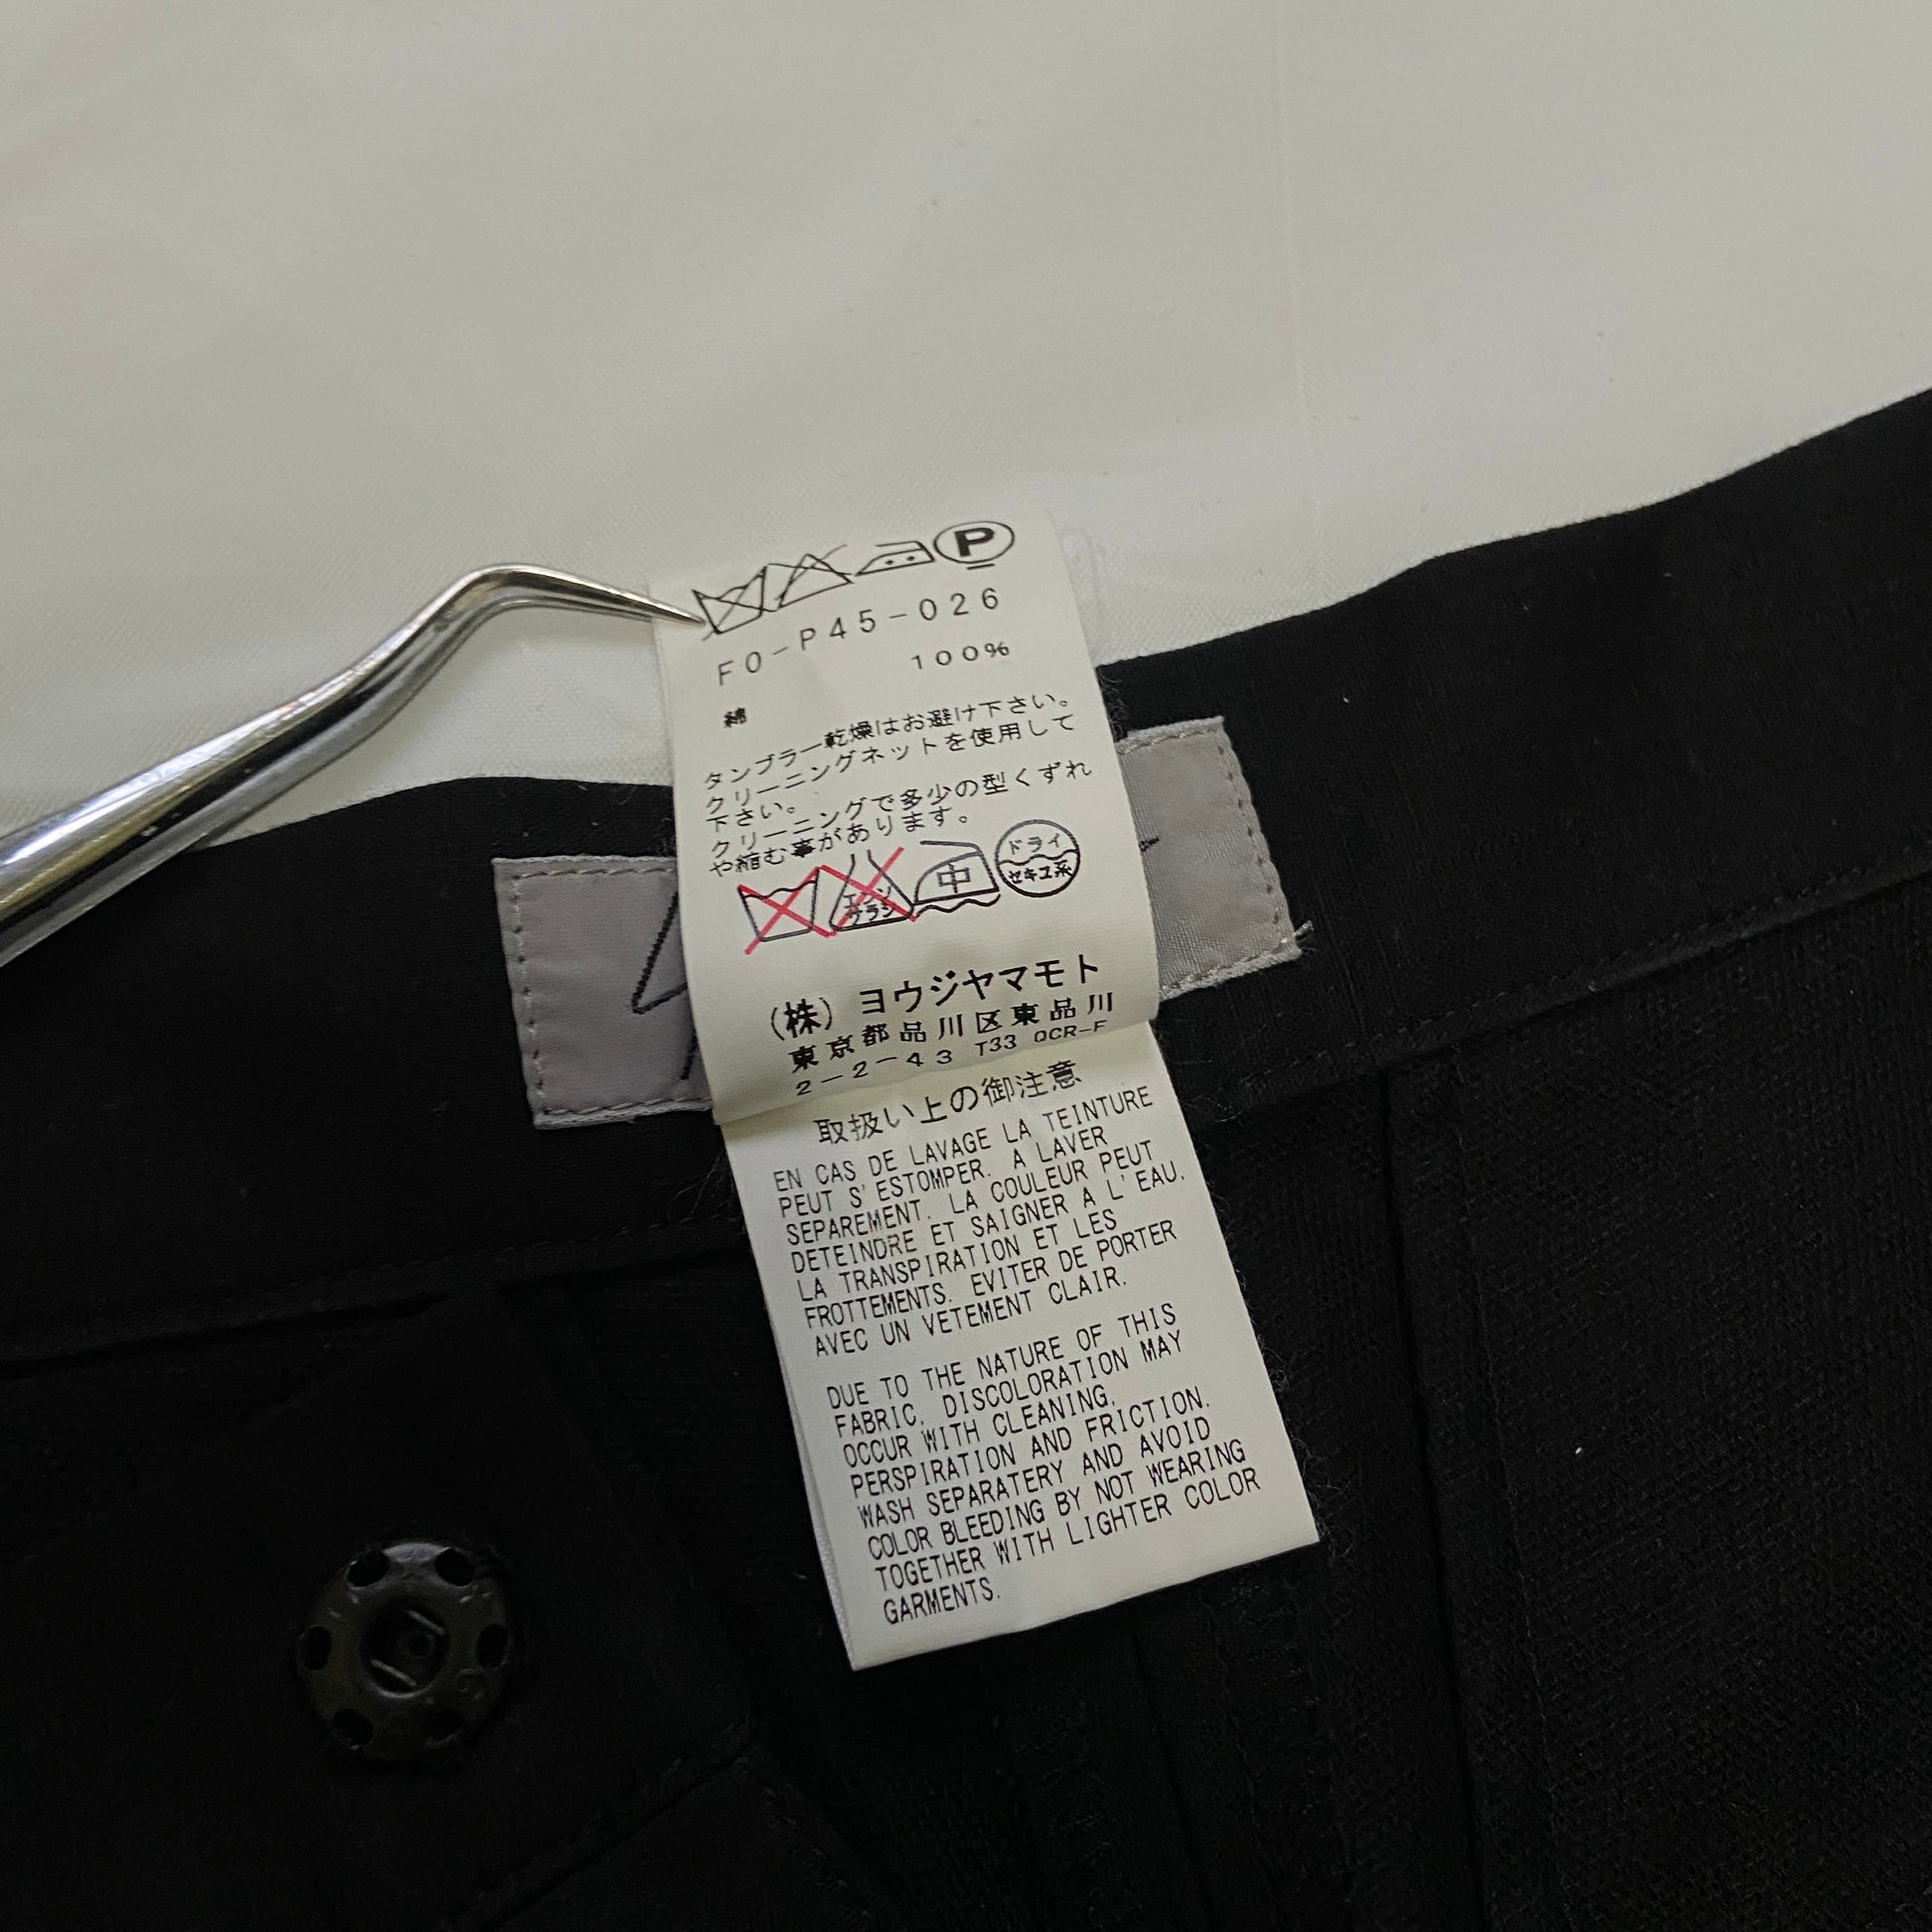 P
FO-P45-026
100%
綿
タンブラー乾燥はお避け下さい。
クリーニングネットを使用して
下さい。
クリーニングで多少の型くずれ
や縮む事があります。
エンソ
サラシ
中
ドライ
セキユ系
(株) ヨウジヤマモト
東京都品川区東品川
2-2-43 T33 OCR-F
取扱い上の御注意
EN CAS DE LAVAGE LA TEINTURE
PEUT S'ESTOMPER. A LAVER
SEPAREMENT. LA COULEUR PEUT
DETEINDRE ET SAIGNER A L'EAU.
LA TRANSPIRATION ET LES
FROTTEMENTS. EVITER DE PORTER
AVEC UN VETEMENT CLAIR.
DUE TO THE NATURE OF THIS
FABRIC, DISCOLORATION MAY
OCCUR WITH CLEANING,
PERSPIRATION AND FRICTION.
WASH SEPARATERY AND AVOID
COLOR BLEEDING BY NOT WEARING
TOGETHER WITH LIGHTER COLOR
GARMENTS.